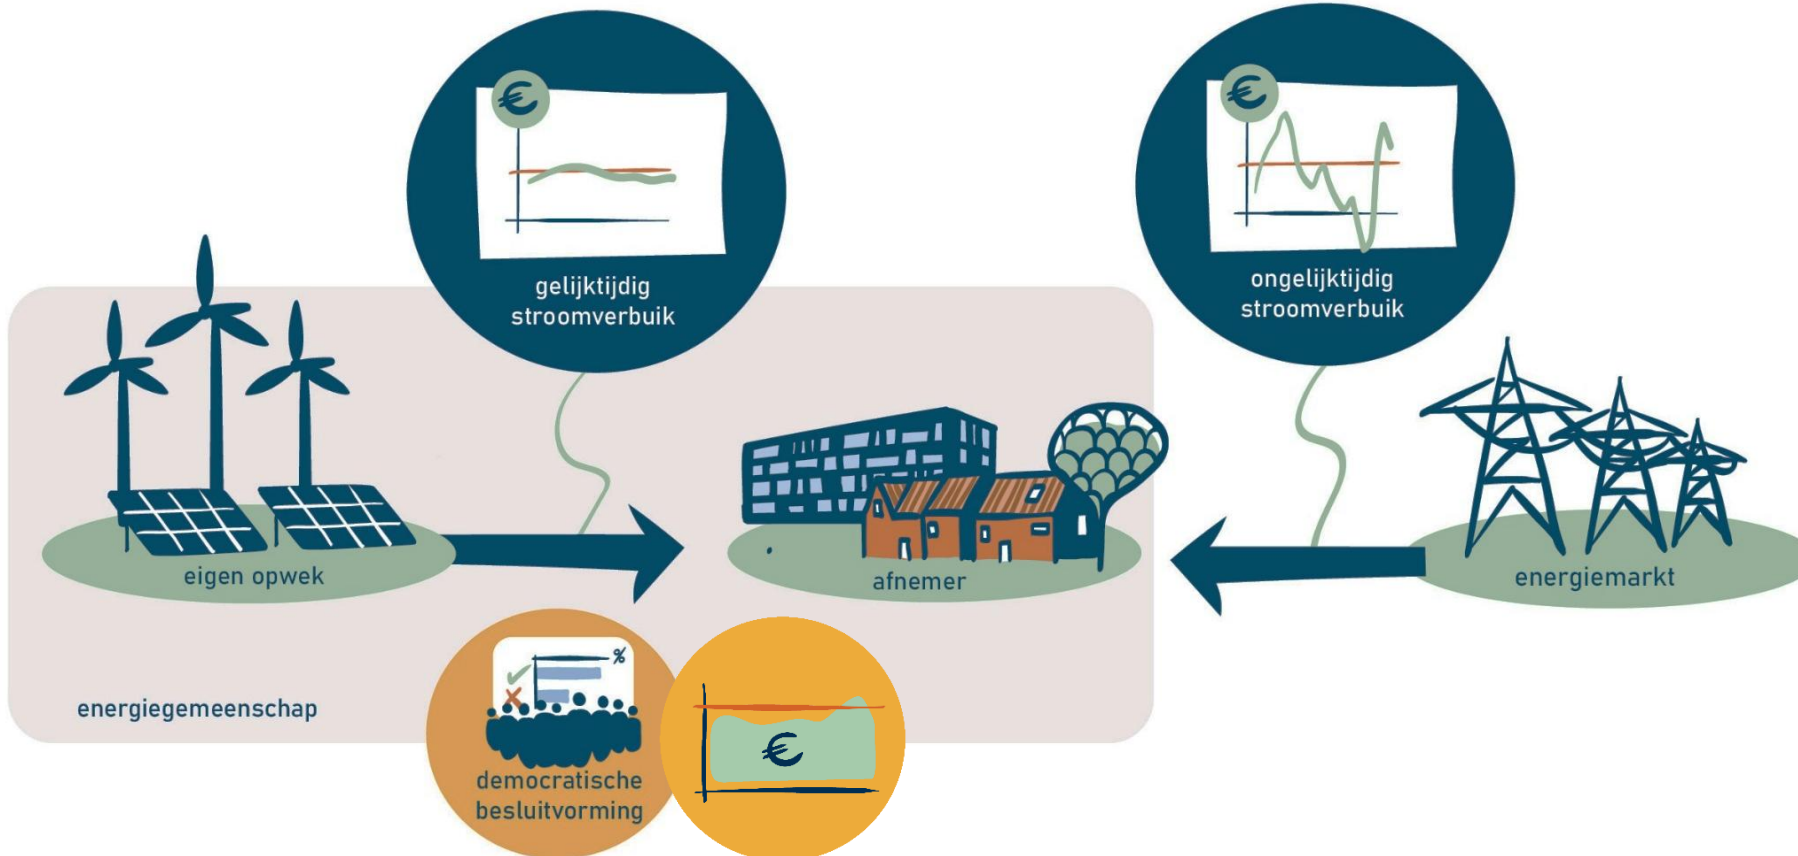 €
gelijktijdig
stroomverbuik
€
ongelijktijdig
stroomverbuik
eigen opwek
afnemer
energiemarkt
energiegemeenschap
%
democratische
besluitvorming
€